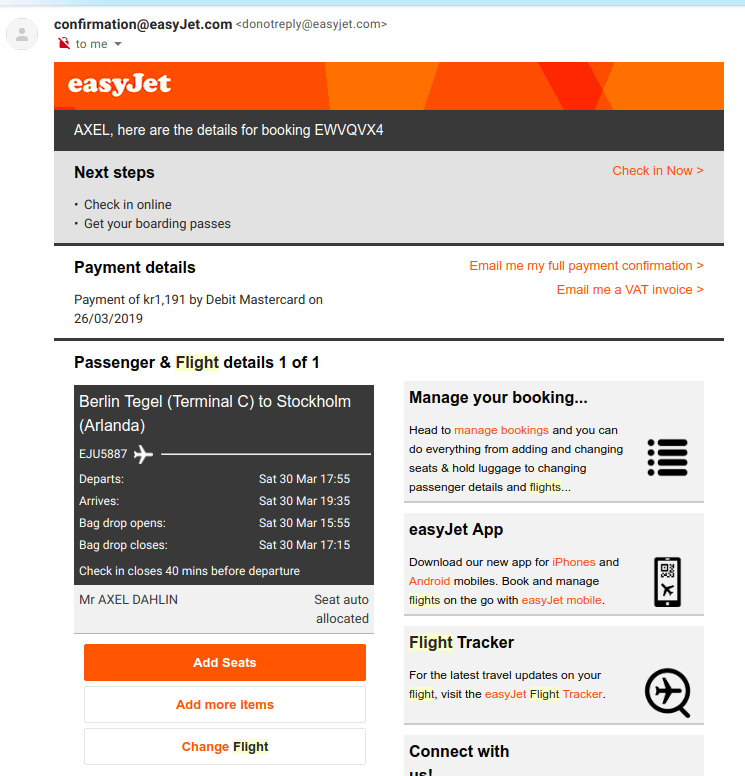 confirmation@easyJet.com <donotreply@easyjet.com>
to me
easyJet
AXEL, here are the details for booking EWVQVX4
Next steps
Check in Now >
• Check in online
• Get your boarding passes
Payment details
Email me my full payment confirmation >
Email me a VAT invoice >
Payment of kr1,191 by Debit Mastercard on
26/03/2019
Passenger & Flight details 1 of 1
Berlin Tegel (Terminal C) to Stockholm
(Arlanda)
EJU5887
Departs: Sat 30 Mar 17:55
Arrives: Sat 30 Mar 19:35
Bag drop opens: Sat 30 Mar 15:55
Bag drop closes: Sat 30 Mar 17:15
Check in closes 40 mins before departure
Mr AXEL DAHLIN
Seat auto
allocated
Add Seats
Add more items
Change Flight
Manage your booking...
Head to manage bookings and you can
do everything from adding and changing
seats & hold luggage to changing
passenger details and flights...
easyJet App
Download our new app for iPhones and
Android mobiles. Book and manage
flights on the go with easyJet mobile.
Flight Tracker
For the latest travel updates on your
flight, visit the easyJet Flight Tracker.
Connect with
us!